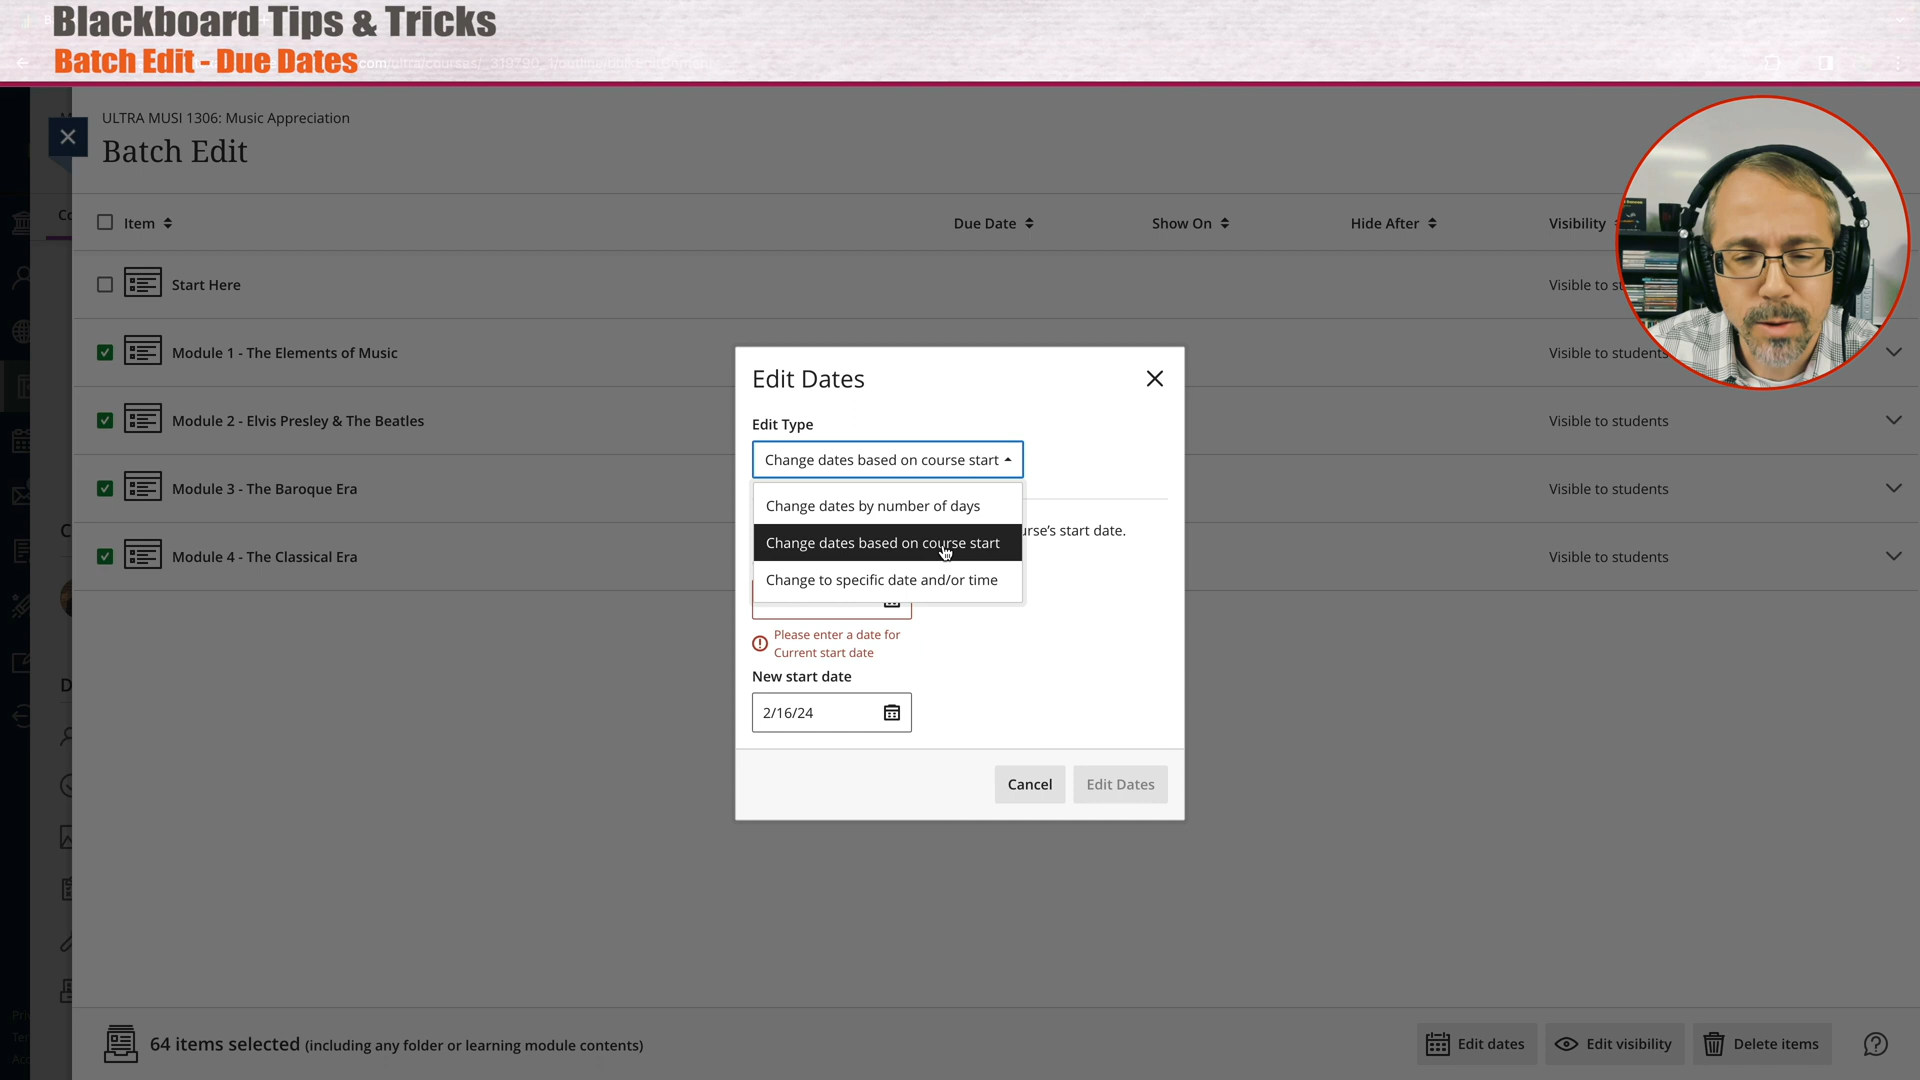 Blackboard Tips & Tricks
Batch Edit - Due Dates
ULTRA MUSI 1306: Music Appreciation
Batch Edit
Item
Due Date
Show On
Hide After
Visibility
Start Here
Visible to st
Module 1 - The Elements of Music
Visible to students
Module 2 - Elvis Presley & The Beatles
Visible to students
Module 3 - The Baroque Era
Visible to students
Module 4 - The Classical Era
Visible to students
Edit Dates
Edit Type
Change dates based on course start
Change dates by number of days
Change dates based on course start
urse's start date.
Change to specific date and/or time
Please enter a date for
Current start date
New start date
2/16/24
Cancel
Edit Dates
64 items selected (including any folder or learning module contents)
Edit dates
Edit visibility
Delete items